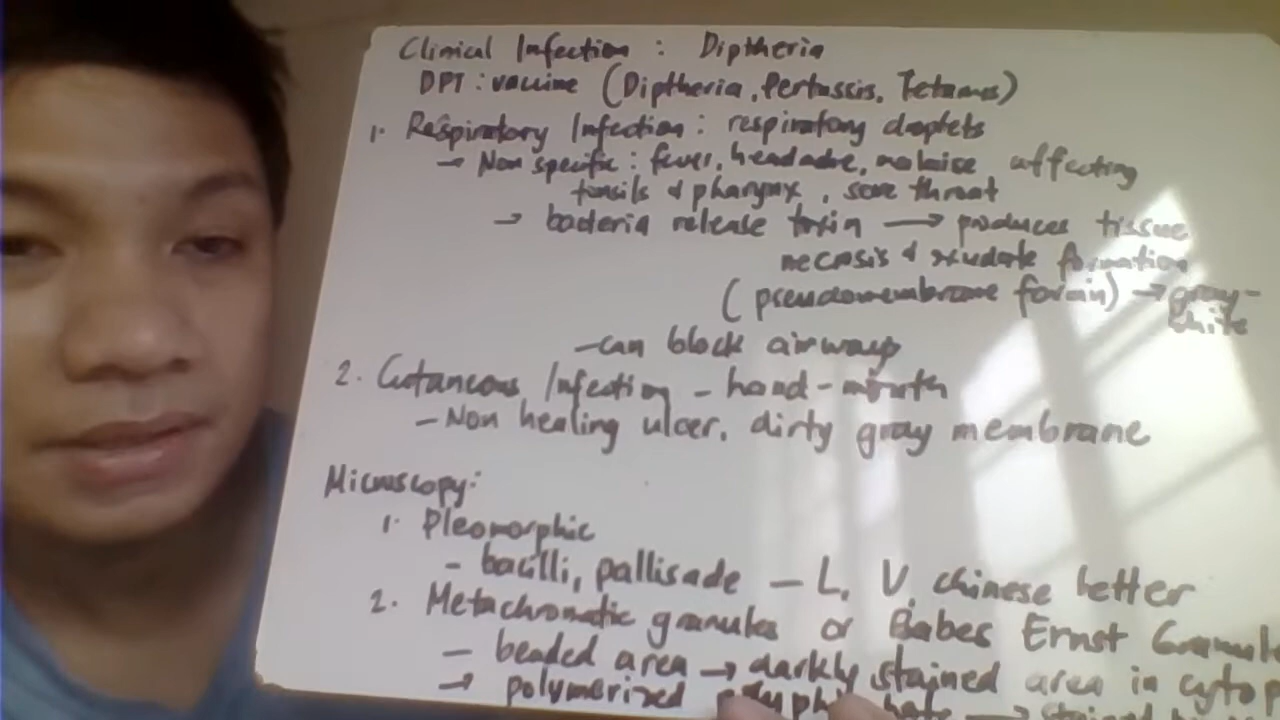 Clinical Infection : Diptheria
DPT : vaccine (Diptheria, Pertussis, Tetanus)
1. Respiratory Infection : respiratory droplets
→ Non specific : fever, headache, malaise affecting
tonsils & pharynx, sore throat
→ bacteria release toxin → produces tissue
necrosis & exudate formation
(pseudomembrane → gray-
white
- can block airways
2. Cutaneous Infection - hand - mouth
- Non healing ulcer, dirty gray membrane
Microscopy:
1. Pleomorphic
- bacilli, pallisade - L, V, chinese letter
2. Metachromatic granules or Babes Ernst
- beaded area → darkly stained area in
→ polymerized → stained